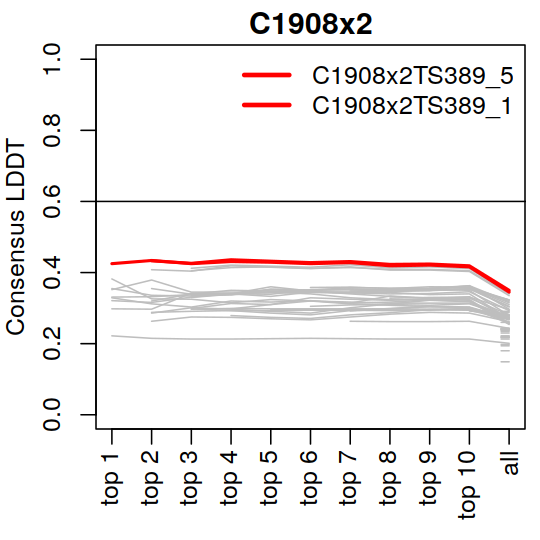 C1908x2
C1908x2TS389_5
C1908x2TS389_1
Consensus LDDT
1.0
0.8
0.6
0.4
0.2
0.0
top 1
top 2
top 3
top 4
top 5
top 6
top 7
top 8
top 9
top 10
all